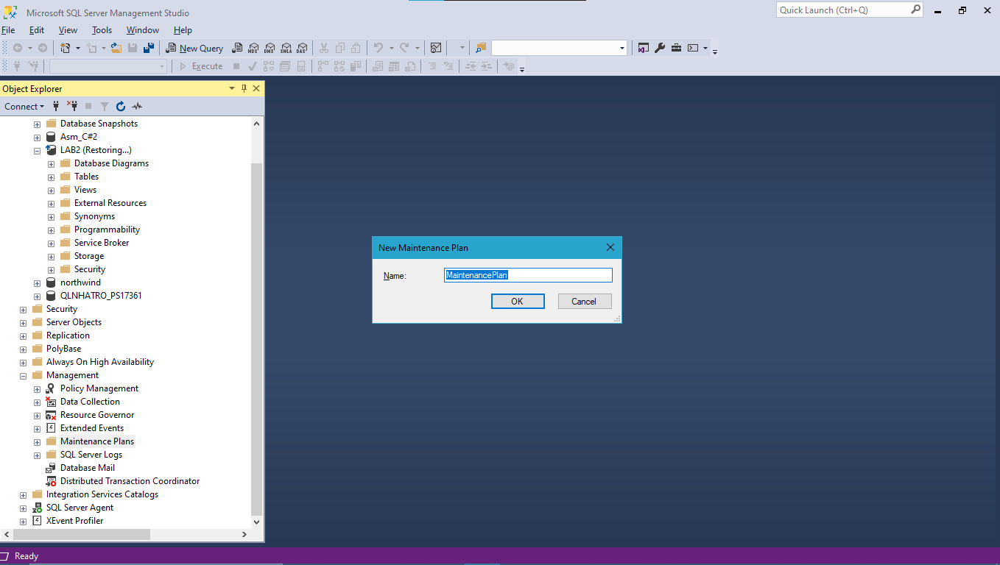 Microsoft SQL Server Management Studio
Quick Launch (Ctrl+Q)
File Edit View Tools Window Help
New Query MDX DMX XMLA DAX
Execute
Object Explorer
Connect
Database Snapshots
Asm_C#2
LAB2 (Restoring...)
Database Diagrams
Tables
Views
External Resources
Synonyms
Programmability
Service Broker
Storage
Security
northwind
QLNHATRO_PS17361
Security
Server Objects
Replication
PolyBase
Always On High Availability
Management
Policy Management
Data Collection
Resource Governor
Extended Events
Maintenance Plans
SQL Server Logs
Database Mail
Distributed Transaction Coordinator
Integration Services Catalogs
SQL Server Agent
XEvent Profiler
New Maintenance Plan
Name: MaintenancePlan
OK Cancel
Ready